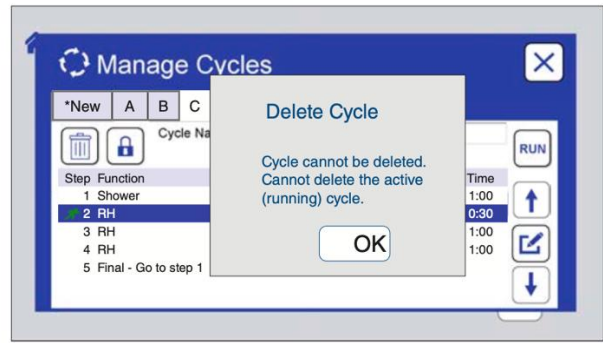 Manage Cycles
*New A B C
Cycle Na
RUN
Step Function Time
1 Shower 1:00
2 RH 0:30
3 RH 1:00
4 RH 1:00
5 Final - Go to step 1
Delete Cycle
Cycle cannot be deleted.
Cannot delete the active
(running) cycle.
OK